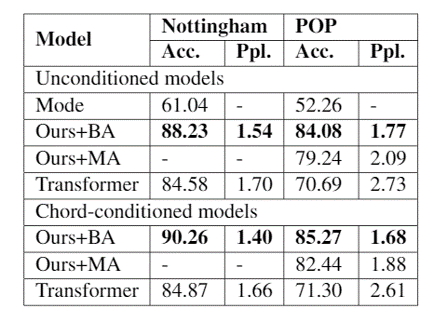 Model Nottingham POP
Acc. Ppl. Acc. Ppl.
Unconditioned models
Mode 61.04 - 52.26 -
Ours+BA 88.23 1.54 84.08 1.77
Ours+MA - - 79.24 2.09
Transformer 84.58 1.70 70.69 2.73
Chord-conditioned models
Ours+BA 90.26 1.40 85.27 1.68
Ours+MA - - 82.44 1.88
Transformer 84.87 1.66 71.30 2.61